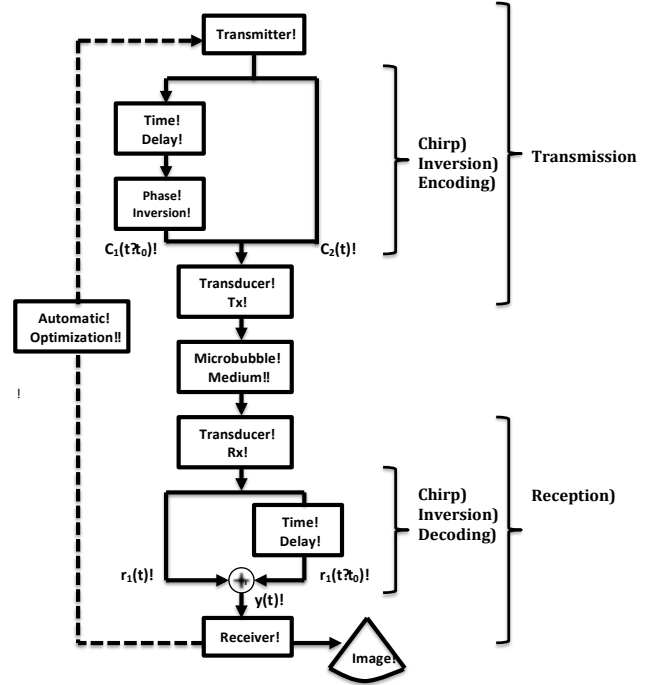 Transmitter!
Time!
Delay!
Phase!
Inversion!
C₁(t?t₀)!
C₂(t)!
Chirp)
Inversion)
Encoding)
Transmission
Transducer!
Tx!
Automatic!
Optimization!!
Microbubble!
Medium!!
!
Transducer!
Rx!
Time!
Delay!
Chirp)
Inversion)
Decoding)
Reception)
r₁(t)!
+
r₁(t?t₀)!
y(t)!
Receiver!
Image!